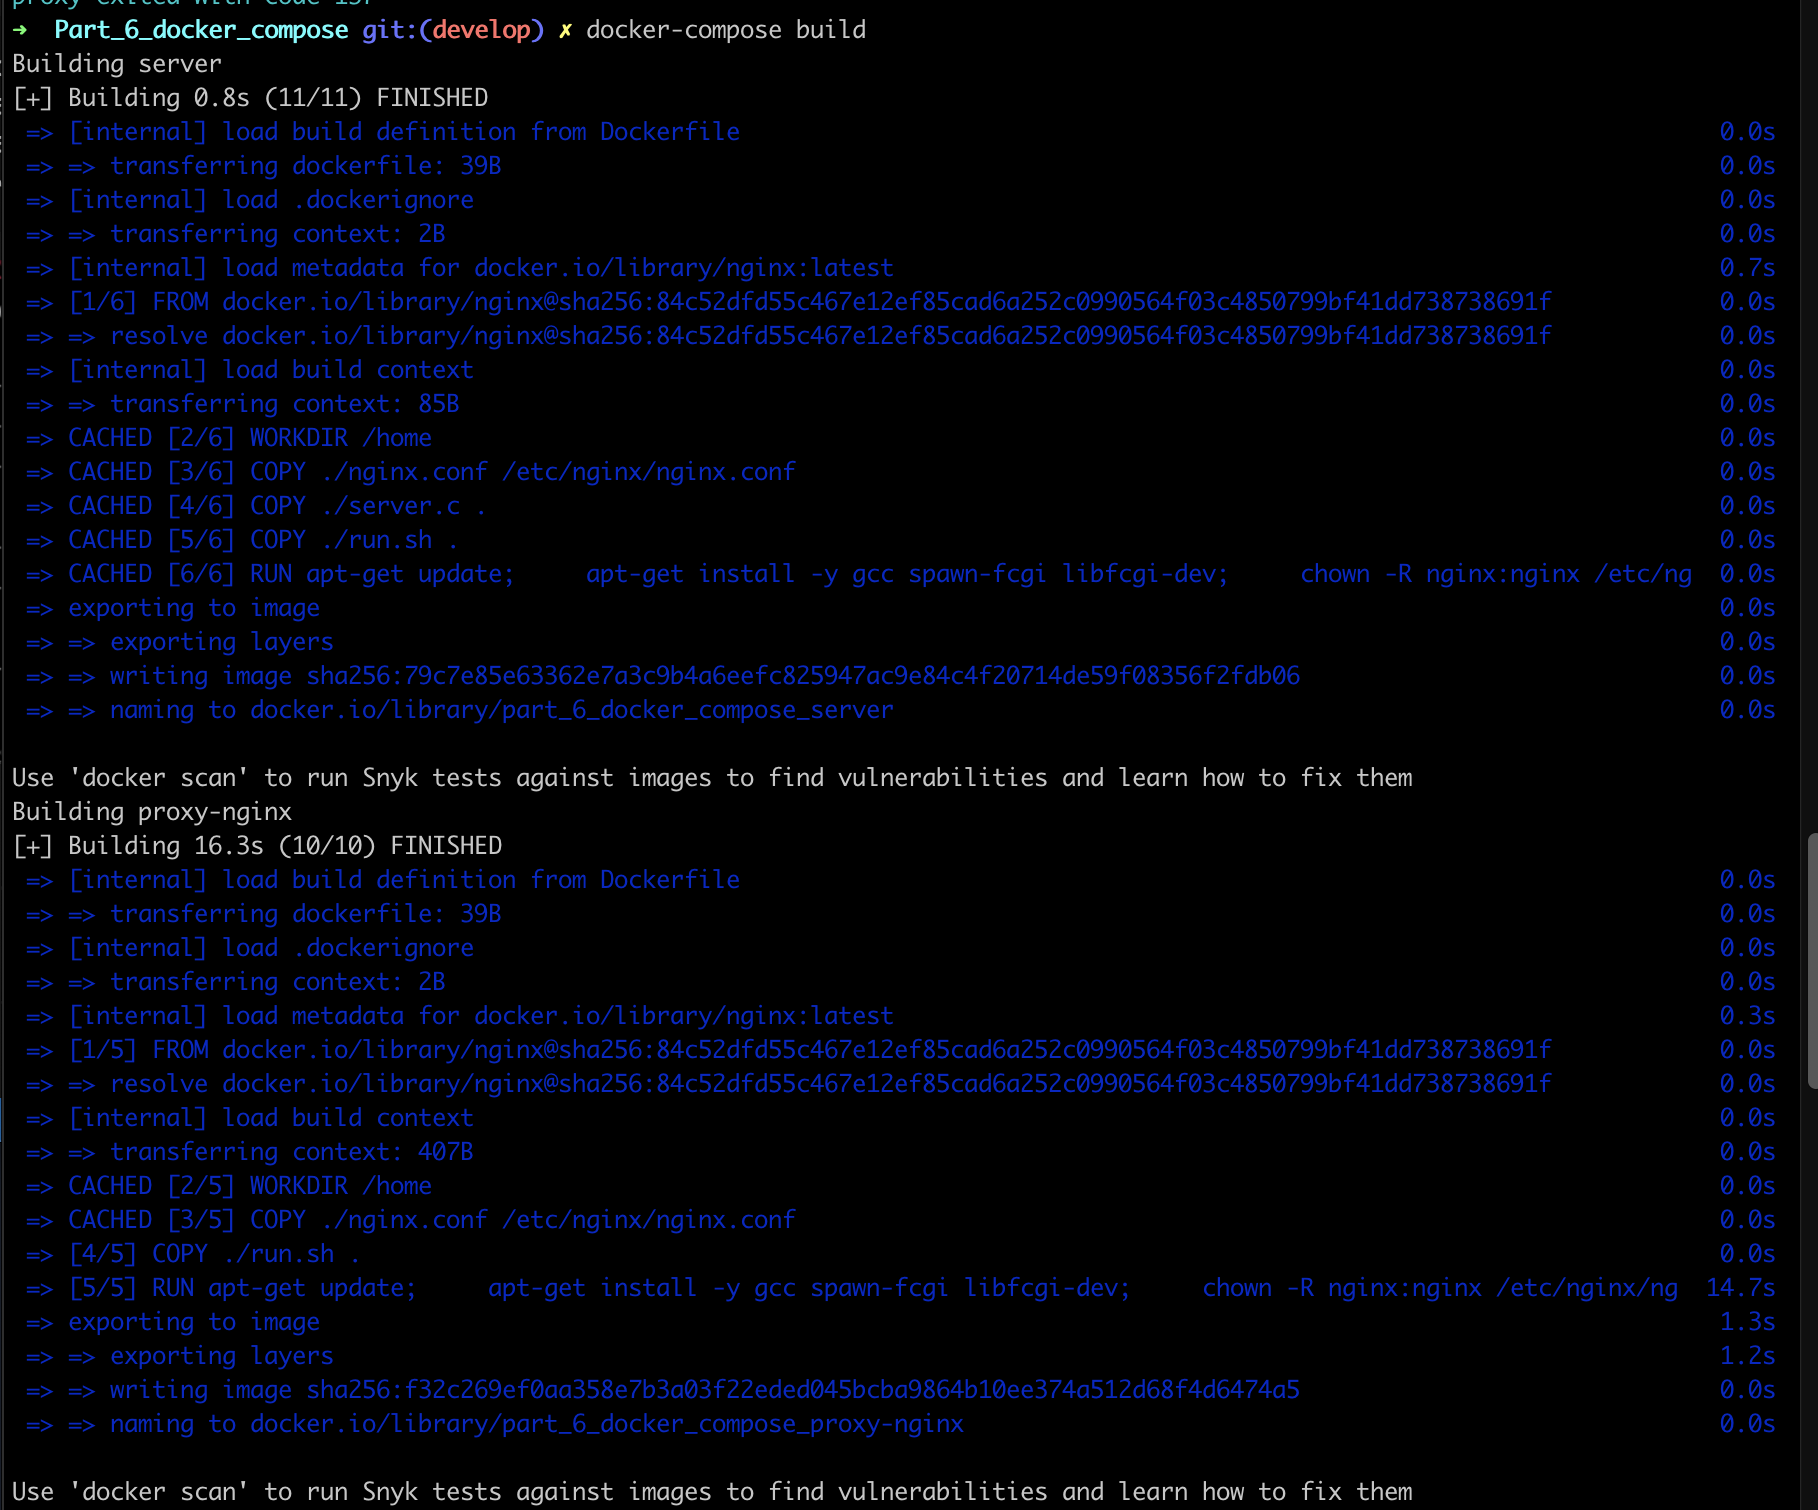 proxy exited with code 137
➜  Part_6_docker_compose git:(develop) ✗ docker-compose build
Building server
[+] Building 0.8s (11/11) FINISHED
 => [internal] load build definition from Dockerfile 0.0s
 => => transferring dockerfile: 39B 0.0s
 => [internal] load .dockerignore 0.0s
 => => transferring context: 2B 0.0s
 => [internal] load metadata for docker.io/library/nginx:latest 0.7s
 => [1/6] FROM docker.io/library/nginx@sha256:84c52dfd55c467e12ef85cad6a252c0990564f03c4850799bf41dd738738691f 0.0s
 => => resolve docker.io/library/nginx@sha256:84c52dfd55c467e12ef85cad6a252c0990564f03c4850799bf41dd738738691f 0.0s
 => [internal] load build context 0.0s
 => => transferring context: 85B 0.0s
 => CACHED [2/6] WORKDIR /home 0.0s
 => CACHED [3/6] COPY ./nginx.conf /etc/nginx/nginx.conf 0.0s
 => CACHED [4/6] COPY ./server.c . 0.0s
 => CACHED [5/6] COPY ./run.sh . 0.0s
 => CACHED [6/6] RUN apt-get update;     apt-get install -y gcc spawn-fcgi libfcgi-dev;     chown -R nginx:nginx /etc/ng 0.0s
 => exporting to image 0.0s
 => => exporting layers 0.0s
 => => writing image sha256:79c7e85e63362e7a3c9b4a6eefc825947ac9e84c4f20714de59f08356f2fdb06 0.0s
 => => naming to docker.io/library/part_6_docker_compose_server 0.0s
Use 'docker scan' to run Snyk tests against images to find vulnerabilities and learn how to fix them
Building proxy-nginx
[+] Building 16.3s (10/10) FINISHED
 => [internal] load build definition from Dockerfile 0.0s
 => => transferring dockerfile: 39B 0.0s
 => [internal] load .dockerignore 0.0s
 => => transferring context: 2B 0.0s
 => [internal] load metadata for docker.io/library/nginx:latest 0.3s
 => [1/5] FROM docker.io/library/nginx@sha256:84c52dfd55c467e12ef85cad6a252c0990564f03c4850799bf41dd738738691f 0.0s
 => => resolve docker.io/library/nginx@sha256:84c52dfd55c467e12ef85cad6a252c0990564f03c4850799bf41dd738738691f 0.0s
 => [internal] load build context 0.0s
 => => transferring context: 407B 0.0s
 => CACHED [2/5] WORKDIR /home 0.0s
 => CACHED [3/5] COPY ./nginx.conf /etc/nginx/nginx.conf 0.0s
 => [4/5] COPY ./run.sh . 0.0s
 => [5/5] RUN apt-get update;     apt-get install -y gcc spawn-fcgi libfcgi-dev;     chown -R nginx:nginx /etc/nginx/ng 14.7s
 => exporting to image 1.3s
 => => exporting layers 1.2s
 => => writing image sha256:f32c269ef0aa358e7b3a03f22eded045bcba9864b10ee374a512d68f4d6474a5 0.0s
 => => naming to docker.io/library/part_6_docker_compose_proxy-nginx 0.0s
Use 'docker scan' to run Snyk tests against images to find vulnerabilities and learn how to fix them